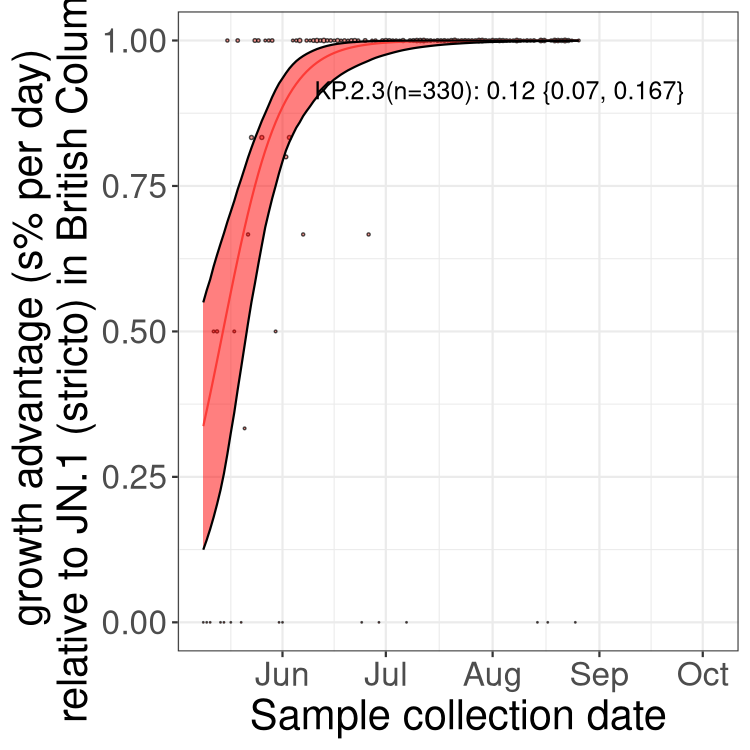 growth advantage (s% per day)
relative to JN.1 (stricto) in British Colum
1.00
0.75
0.50
0.25
0.00
KP.2.3(n=330): 0.12 {0.07, 0.167}
Jun Jul Aug Sep Oct
Sample collection date